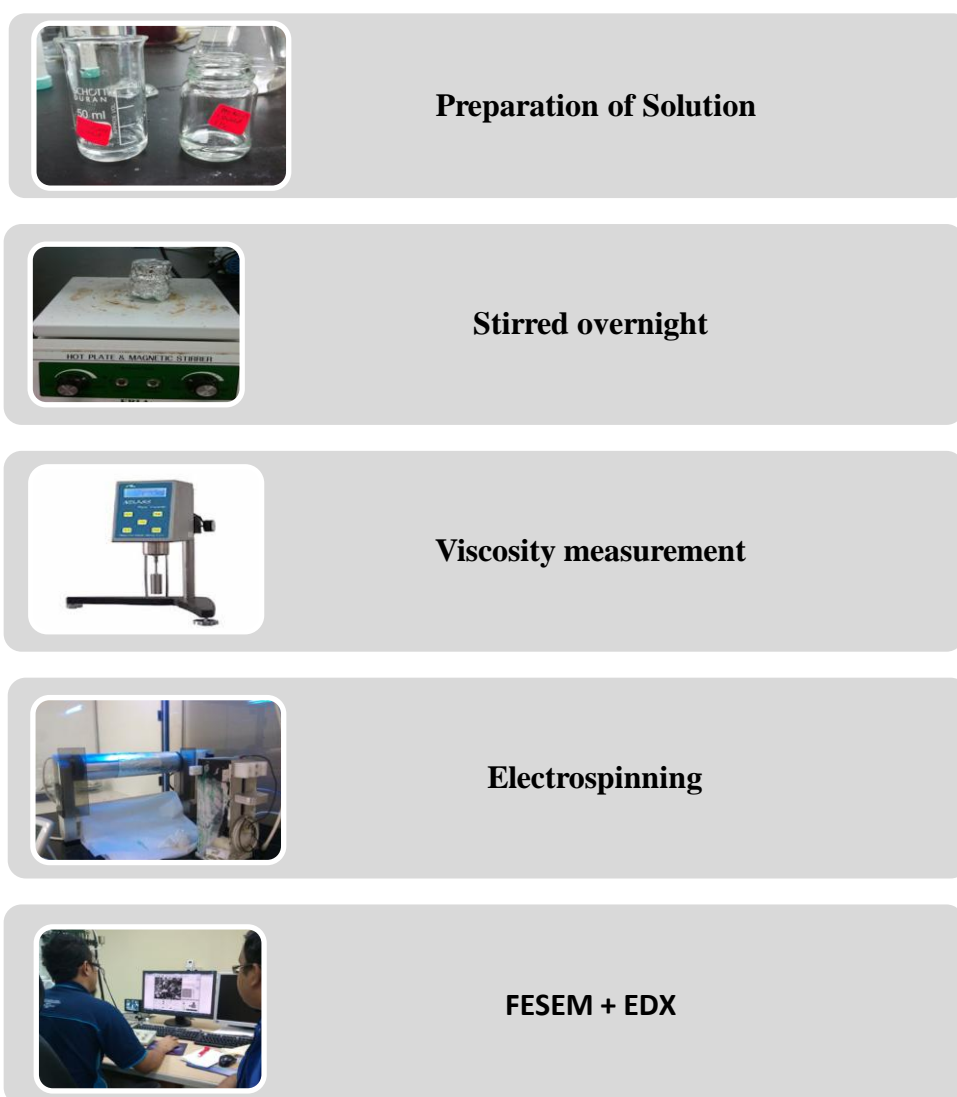 SCHOTT
DURAN
50 ml
Preparation of Solution
Stirred overnight
HOT PLATE & MAGNETIC STIRRER
Viscosity measurement
Electrospinning
FESEM + EDX